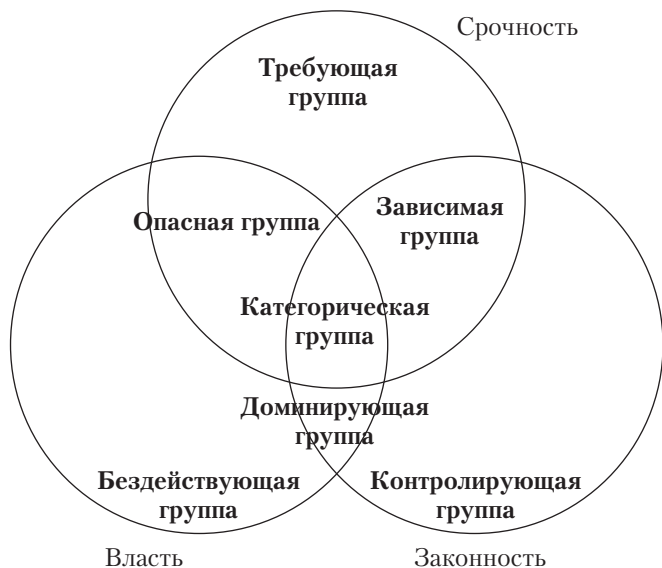 Срочность
Требующая
группа
Опасная группа
Зависимая
группа
Категорическая
группа
Доминирующая
группа
Бездействующая
группа
Контролирующая
группа
Власть
Законность